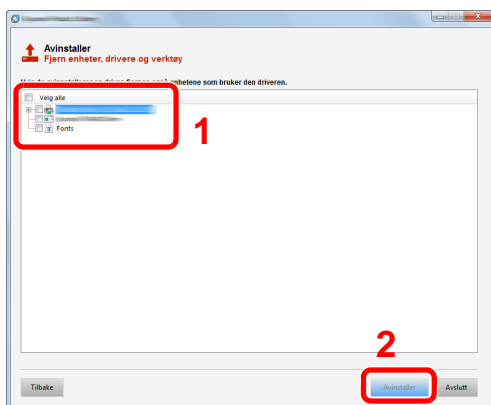 Avinstaller
Fjern enheter, drivere og verktøy
enhetene som bruker den driveren.
Velg alle
Fonts
1
2
Tilbake
Avinstaller
Avslutt